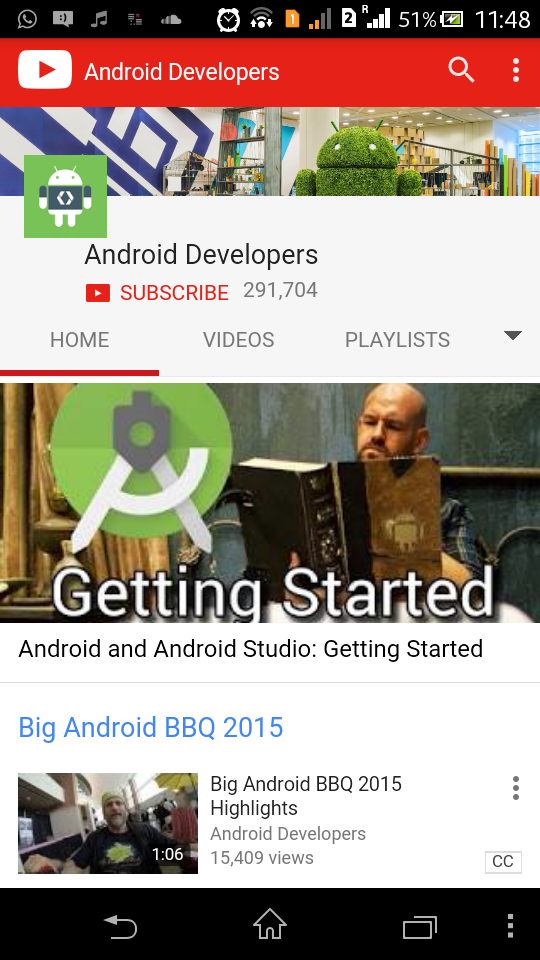 1 2 R 51% 11:48
Android Developers
Android Developers
SUBSCRIBE 291,704
HOME VIDEOS PLAYLISTS
Getting Started
Android and Android Studio: Getting Started
Big Android BBQ 2015
Big Android BBQ 2015
Highlights
Android Developers
15,409 views
1:06
CC